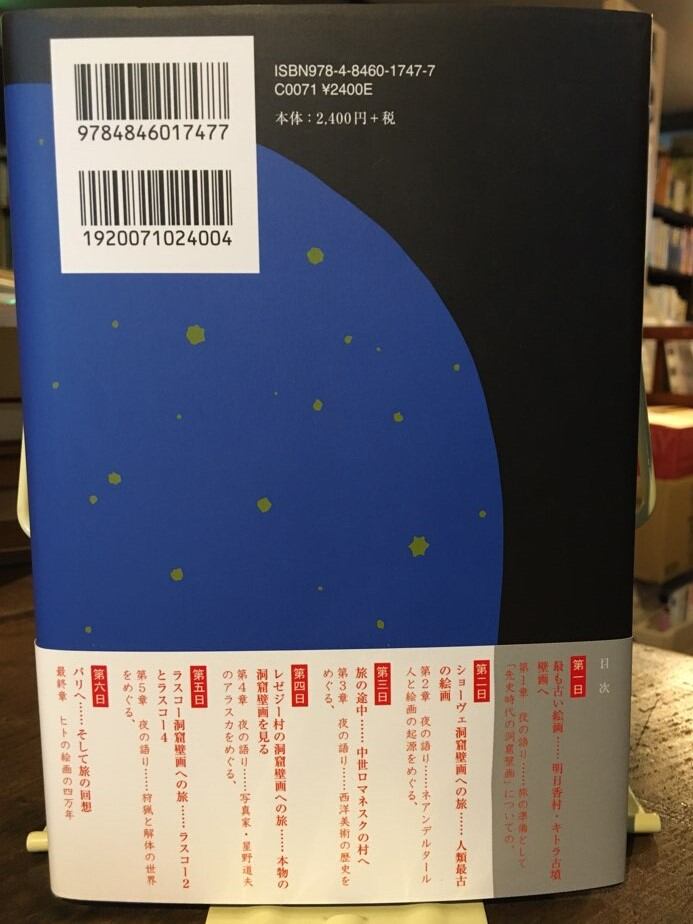 9784846017477
1920071024004
ISBN978-4-8460-1747-7
C0071 ¥2400E
本体：2,400円＋税
目次
第一日
最も古い絵画……明日香村・キトラ古墳
壁画へ
第1章 夜の語り……旅の準備として
「先史時代の洞窟壁画」についての、
第二日
ショーヴェ洞窟壁画への旅……人類最古
の絵画
第2章 夜の語り……ネアンデルタール
人と絵画の起源をめぐる、
第三日
旅の途中……中世ロマネスクの村へ
第3章 夜の語り……西洋美術の歴史を
めぐる、
第四日
レゼジー村の洞窟壁画への旅……本物の
洞窟壁画を見る
第4章 夜の語り……写真家・星野道夫
のアラスカをめぐる、
第五日
ラスコー洞窟壁画への旅……ラスコー2
とラスコー4
第5章 夜の語り……狩猟と解体の世界
をめぐる、
第六日
パリへ……そして旅の回想
最終章 ヒトの絵画の四万年